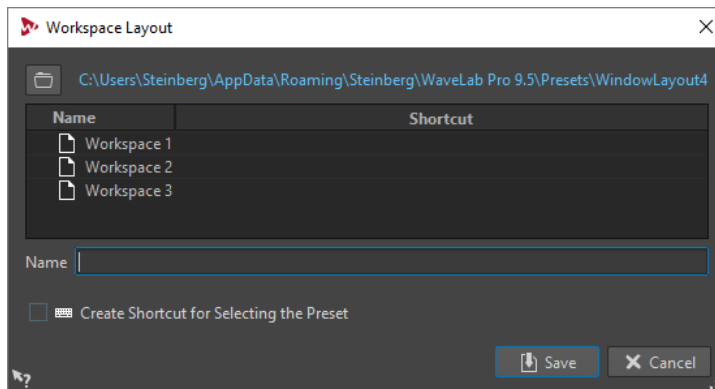 Workspace Layout
C:\Users\Steinberg\AppData\Roaming\Steinberg\WaveLab Pro 9.5\Presets\WindowLayout4
Name Shortcut
Workspace 1
Workspace 2
Workspace 3
Name
Create Shortcut for Selecting the Preset
Save Cancel